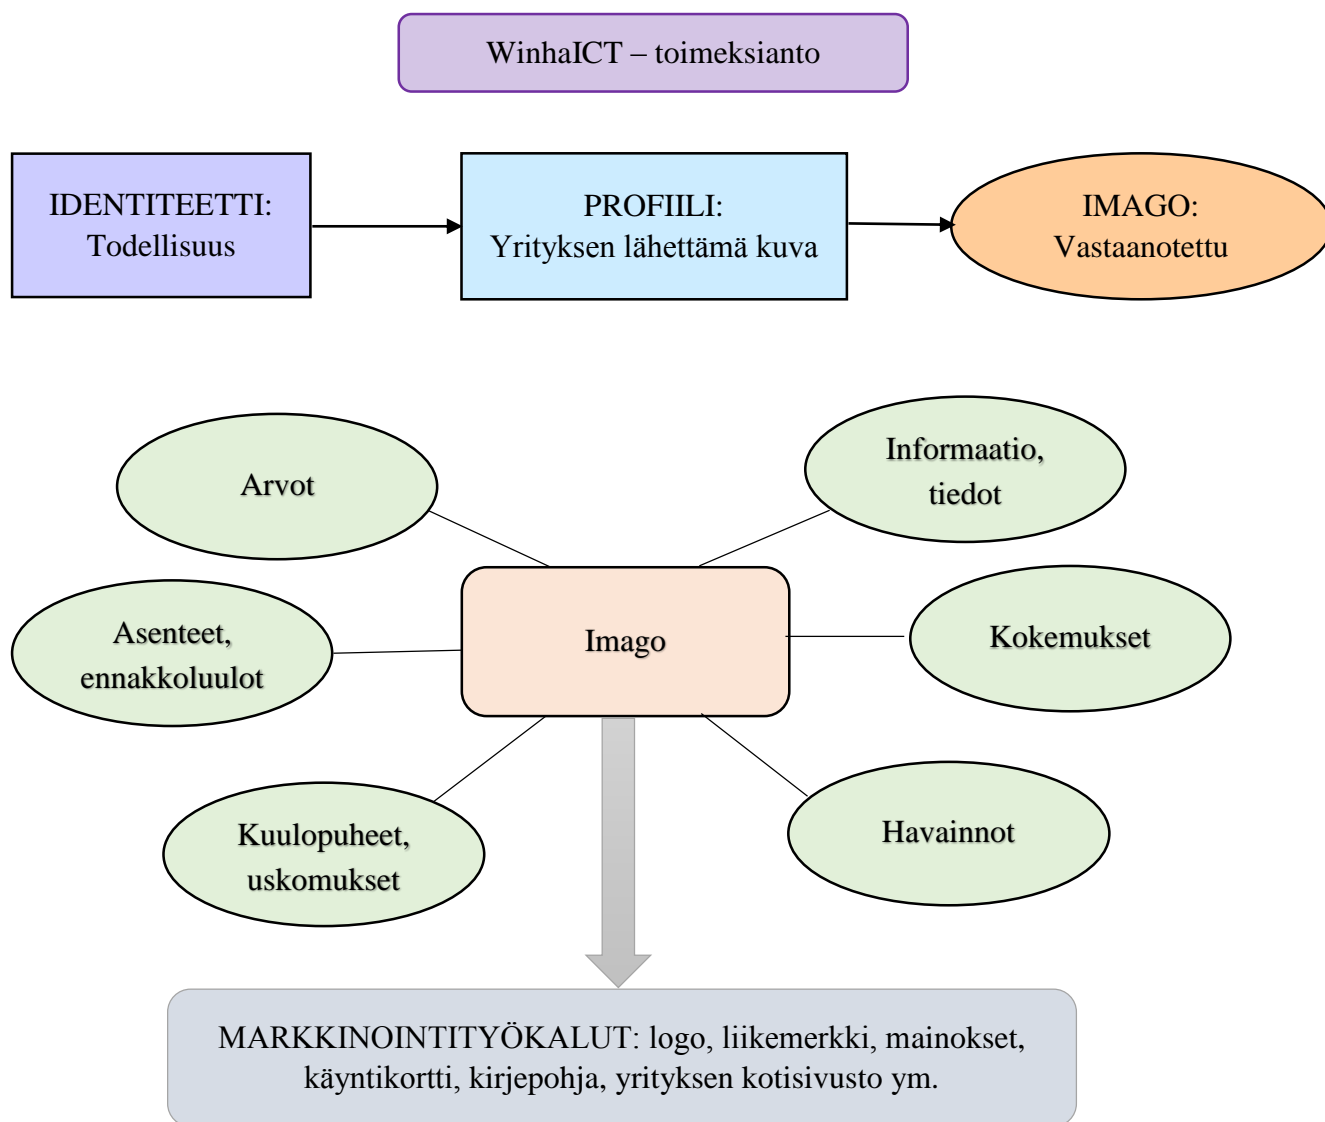 WinhaICT – toimeksianto
IDENTITEETTI:
Todellisuus
PROFIILI:
Yrityksen lähettämä kuva
IMAGO:
Vastaanotettu
Arvot
Informaatio,
tiedot
Asenteet,
ennakkoluulot
Imago
Kokemukset
Kuulopuheet,
uskomukset
Havainnot
MARKKINOINTITYÖKALUT: logo, liikemerkki, mainokset,
käyntikortti, kirjepohja, yrityksen kotisivusto ym.